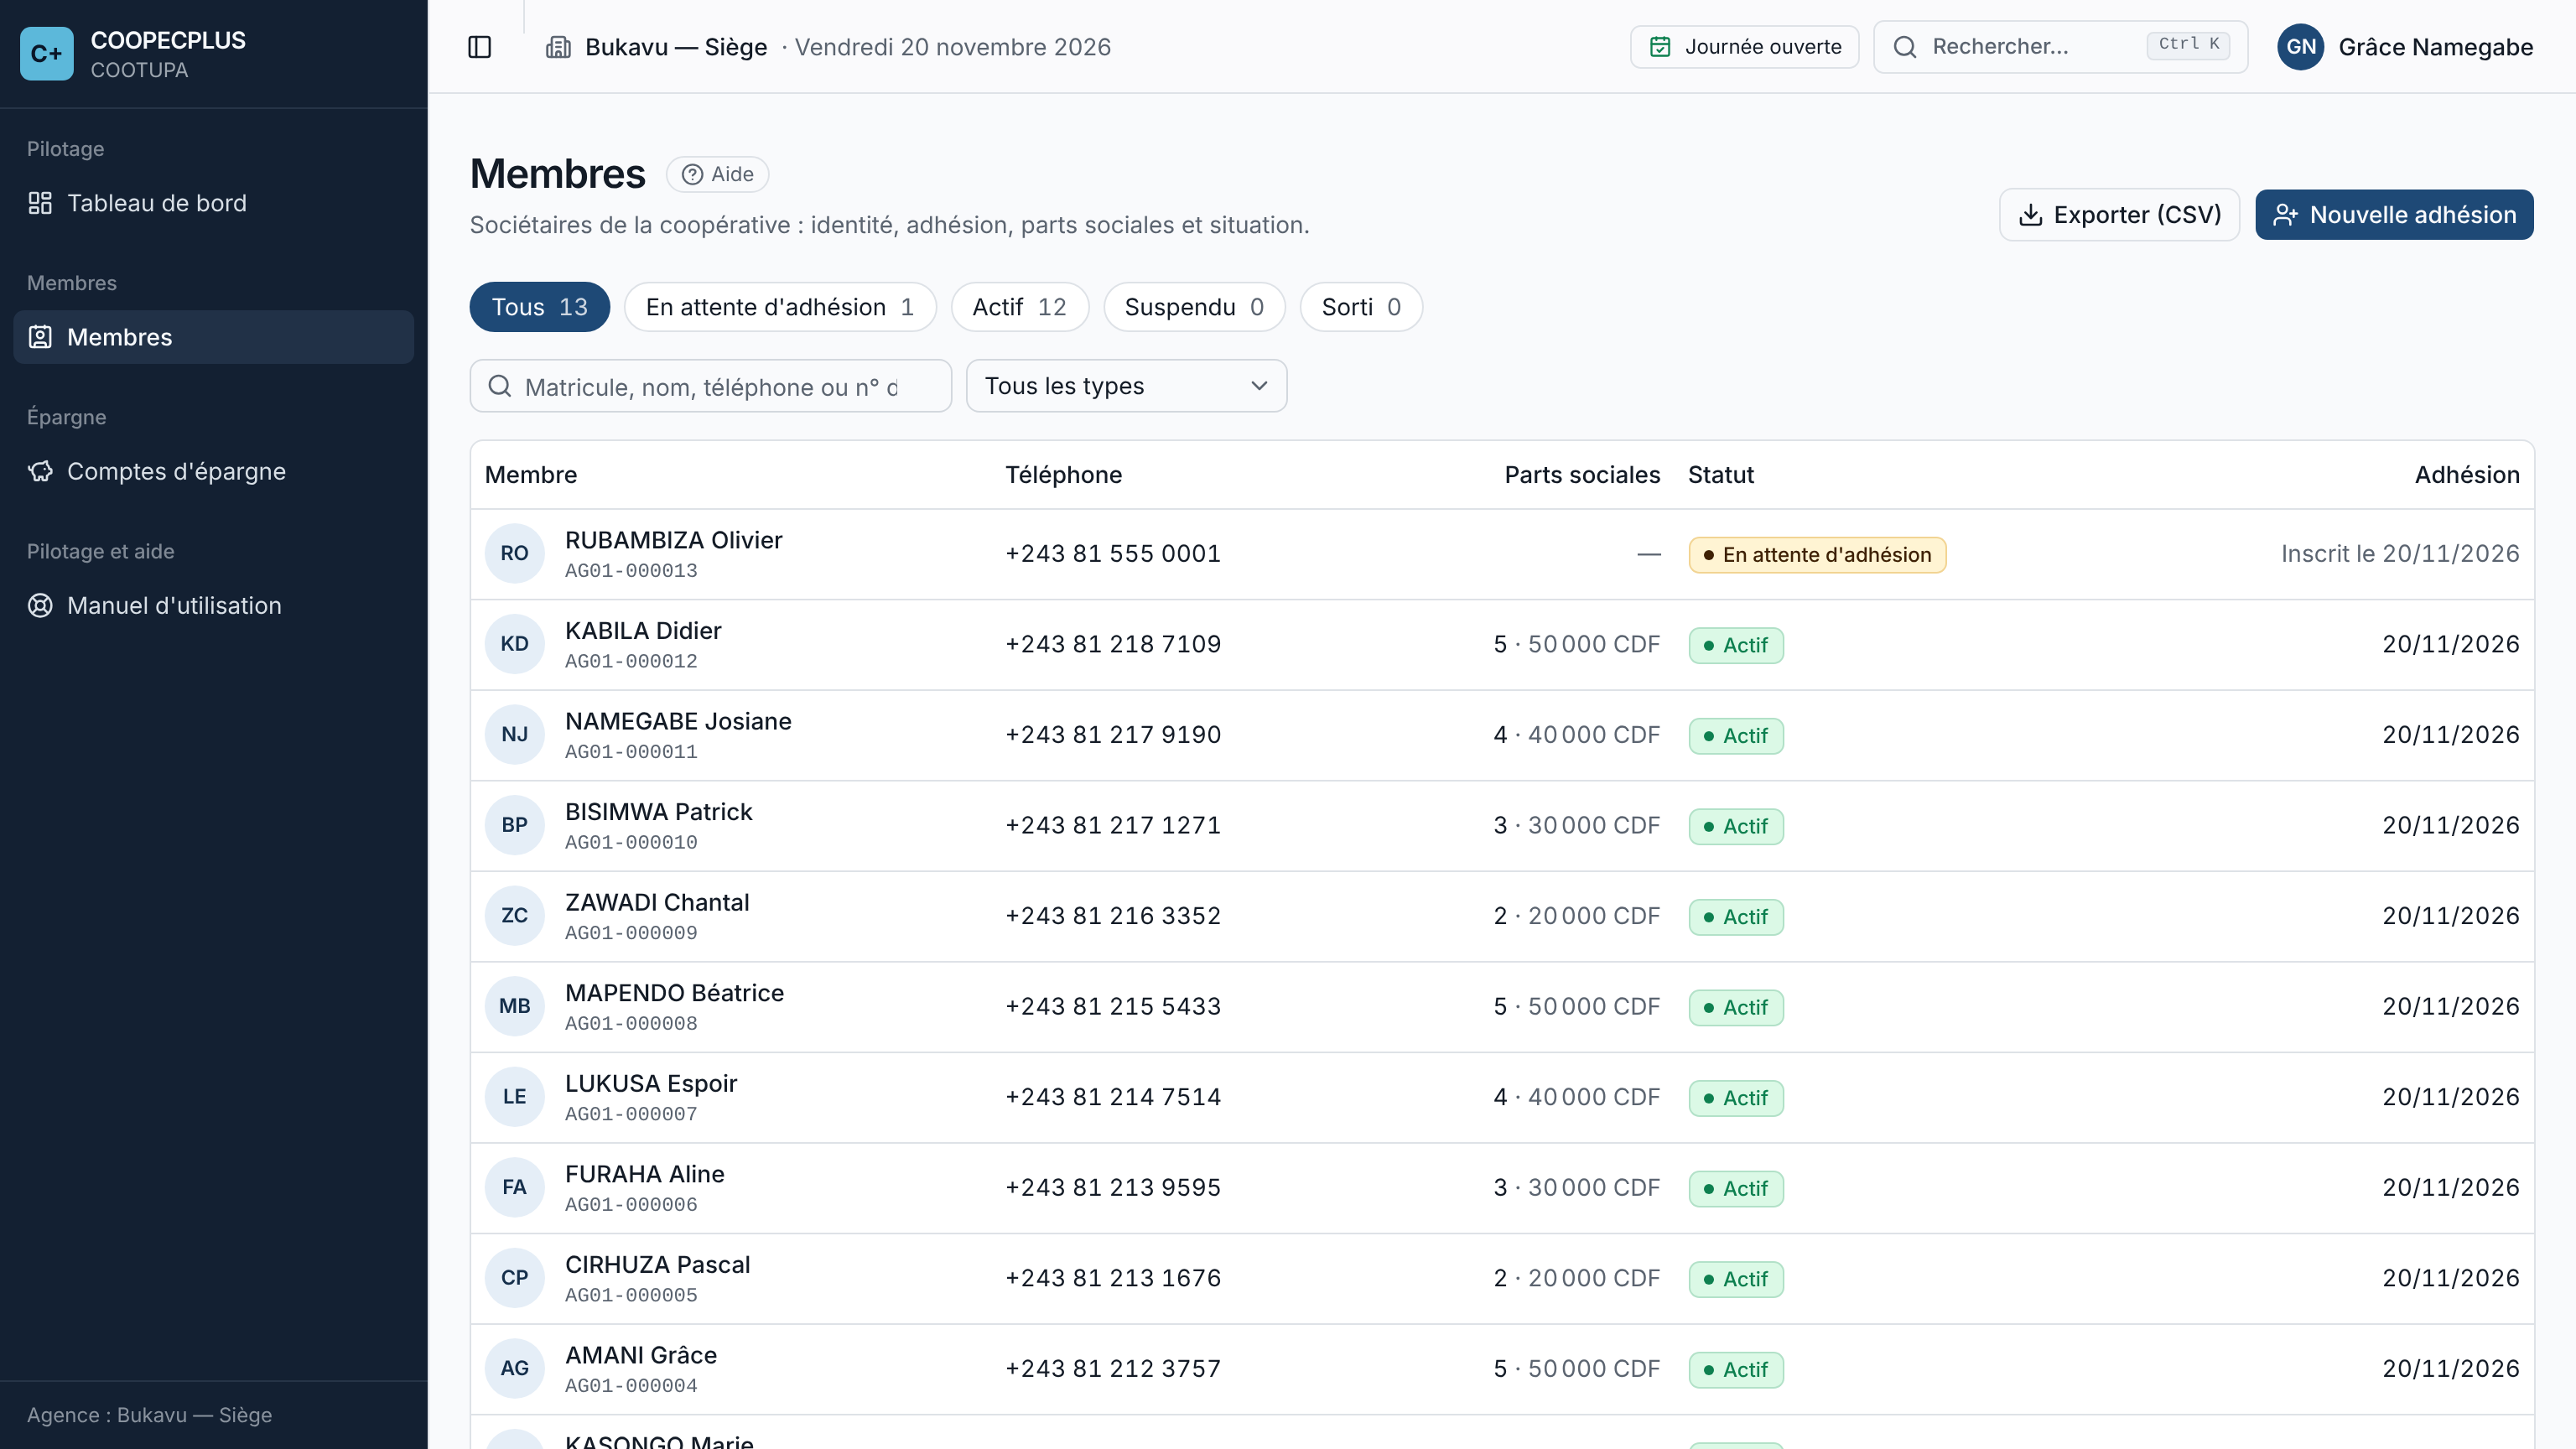 C+
COOPECPLUS
COOTUPA
Pilotage
Tableau de bord
Membres
Membres
Épargne
Comptes d'épargne
Pilotage et aide
Manuel d'utilisation
Agence : Bukavu — Siège
Bukavu — Siège · Vendredi 20 novembre 2026
Journée ouverte
Rechercher... Ctrl K
GN Grâce Namegabe
Membres Aide
Sociétaires de la coopérative : identité, adhésion, parts sociales et situation.
Exporter (CSV) Nouvelle adhésion
Tous 13 En attente d'adhésion 1 Actif 12 Suspendu 0 Sorti 0
Matricule, nom, téléphone ou n° Tous les types
Membre Téléphone Parts sociales Statut Adhésion
RO RUBAMBIZA Olivier +243 81 555 0001 — En attente d'adhésion Inscrit le 20/11/2026
AG01-000013
KD KABILA Didier +243 81 218 7109 5 · 50 000 CDF Actif 20/11/2026
AG01-000012
NJ NAMEGABE Josiane +243 81 217 9190 4 · 40 000 CDF Actif 20/11/2026
AG01-000011
BP BISIMWA Patrick +243 81 217 1271 3 · 30 000 CDF Actif 20/11/2026
AG01-000010
ZC ZAWADI Chantal +243 81 216 3352 2 · 20 000 CDF Actif 20/11/2026
AG01-000009
MB MAPENDO Béatrice +243 81 215 5433 5 · 50 000 CDF Actif 20/11/2026
AG01-000008
LE LUKUSA Espoir +243 81 214 7514 4 · 40 000 CDF Actif 20/11/2026
AG01-000007
FA FURAHA Aline +243 81 213 9595 3 · 30 000 CDF Actif 20/11/2026
AG01-000006
CP CIRHUZA Pascal +243 81 213 1676 2 · 20 000 CDF Actif 20/11/2026
AG01-000005
AG AMANI Grâce +243 81 212 3757 5 · 50 000 CDF Actif 20/11/2026
AG01-000004
KASONGO Marie